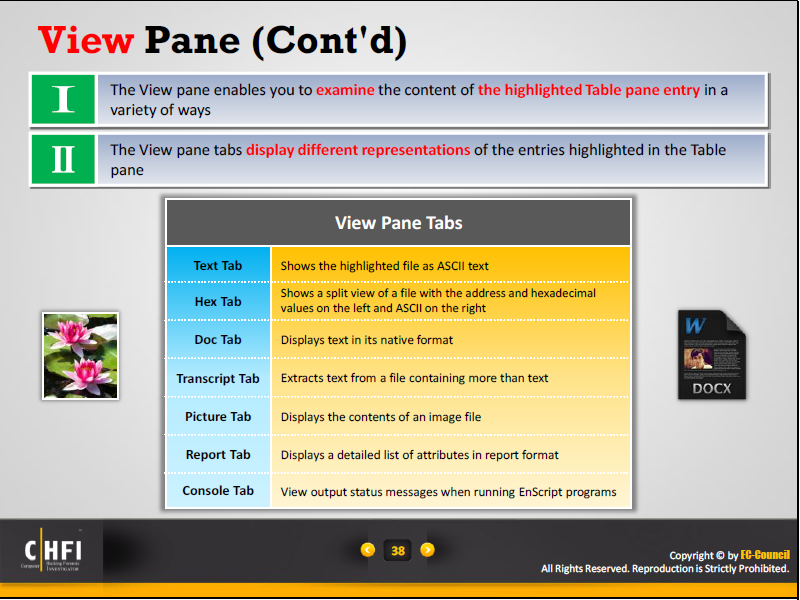 View Pane (Cont'd)
I
The View pane enables you to examine the content of the highlighted Table pane entry in a
variety of ways
II
The View pane tabs display different representations of the entries highlighted in the Table
pane
View Pane Tabs
Text Tab
Shows the highlighted file as ASCII text
Hex Tab
Shows a split view of a file with the address and hexadecimal
values on the left and ASCII on the right
Doc Tab
Displays text in its native format
Transcript Tab
Extracts text from a file containing more than text
Picture Tab
Displays the contents of an image file
Report Tab
Displays a detailed list of attributes in report format
Console Tab
View output status messages when running EnScript programs
W
DOCX
CHFI
Computer
Hacking Forensic
INVESTIGATOR
38
Copyright © by EC-Council
All Rights Reserved. Reproduction is Strictly Prohibited.